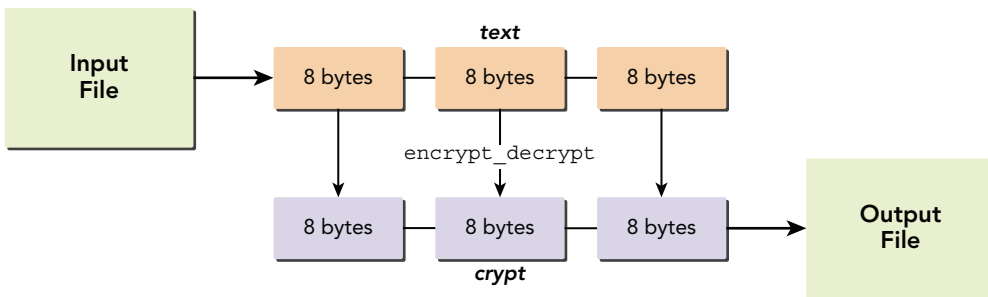 Input
File
text
8 bytes
8 bytes
8 bytes
encrypt_decrypt
8 bytes
8 bytes
8 bytes
crypt
Output
File